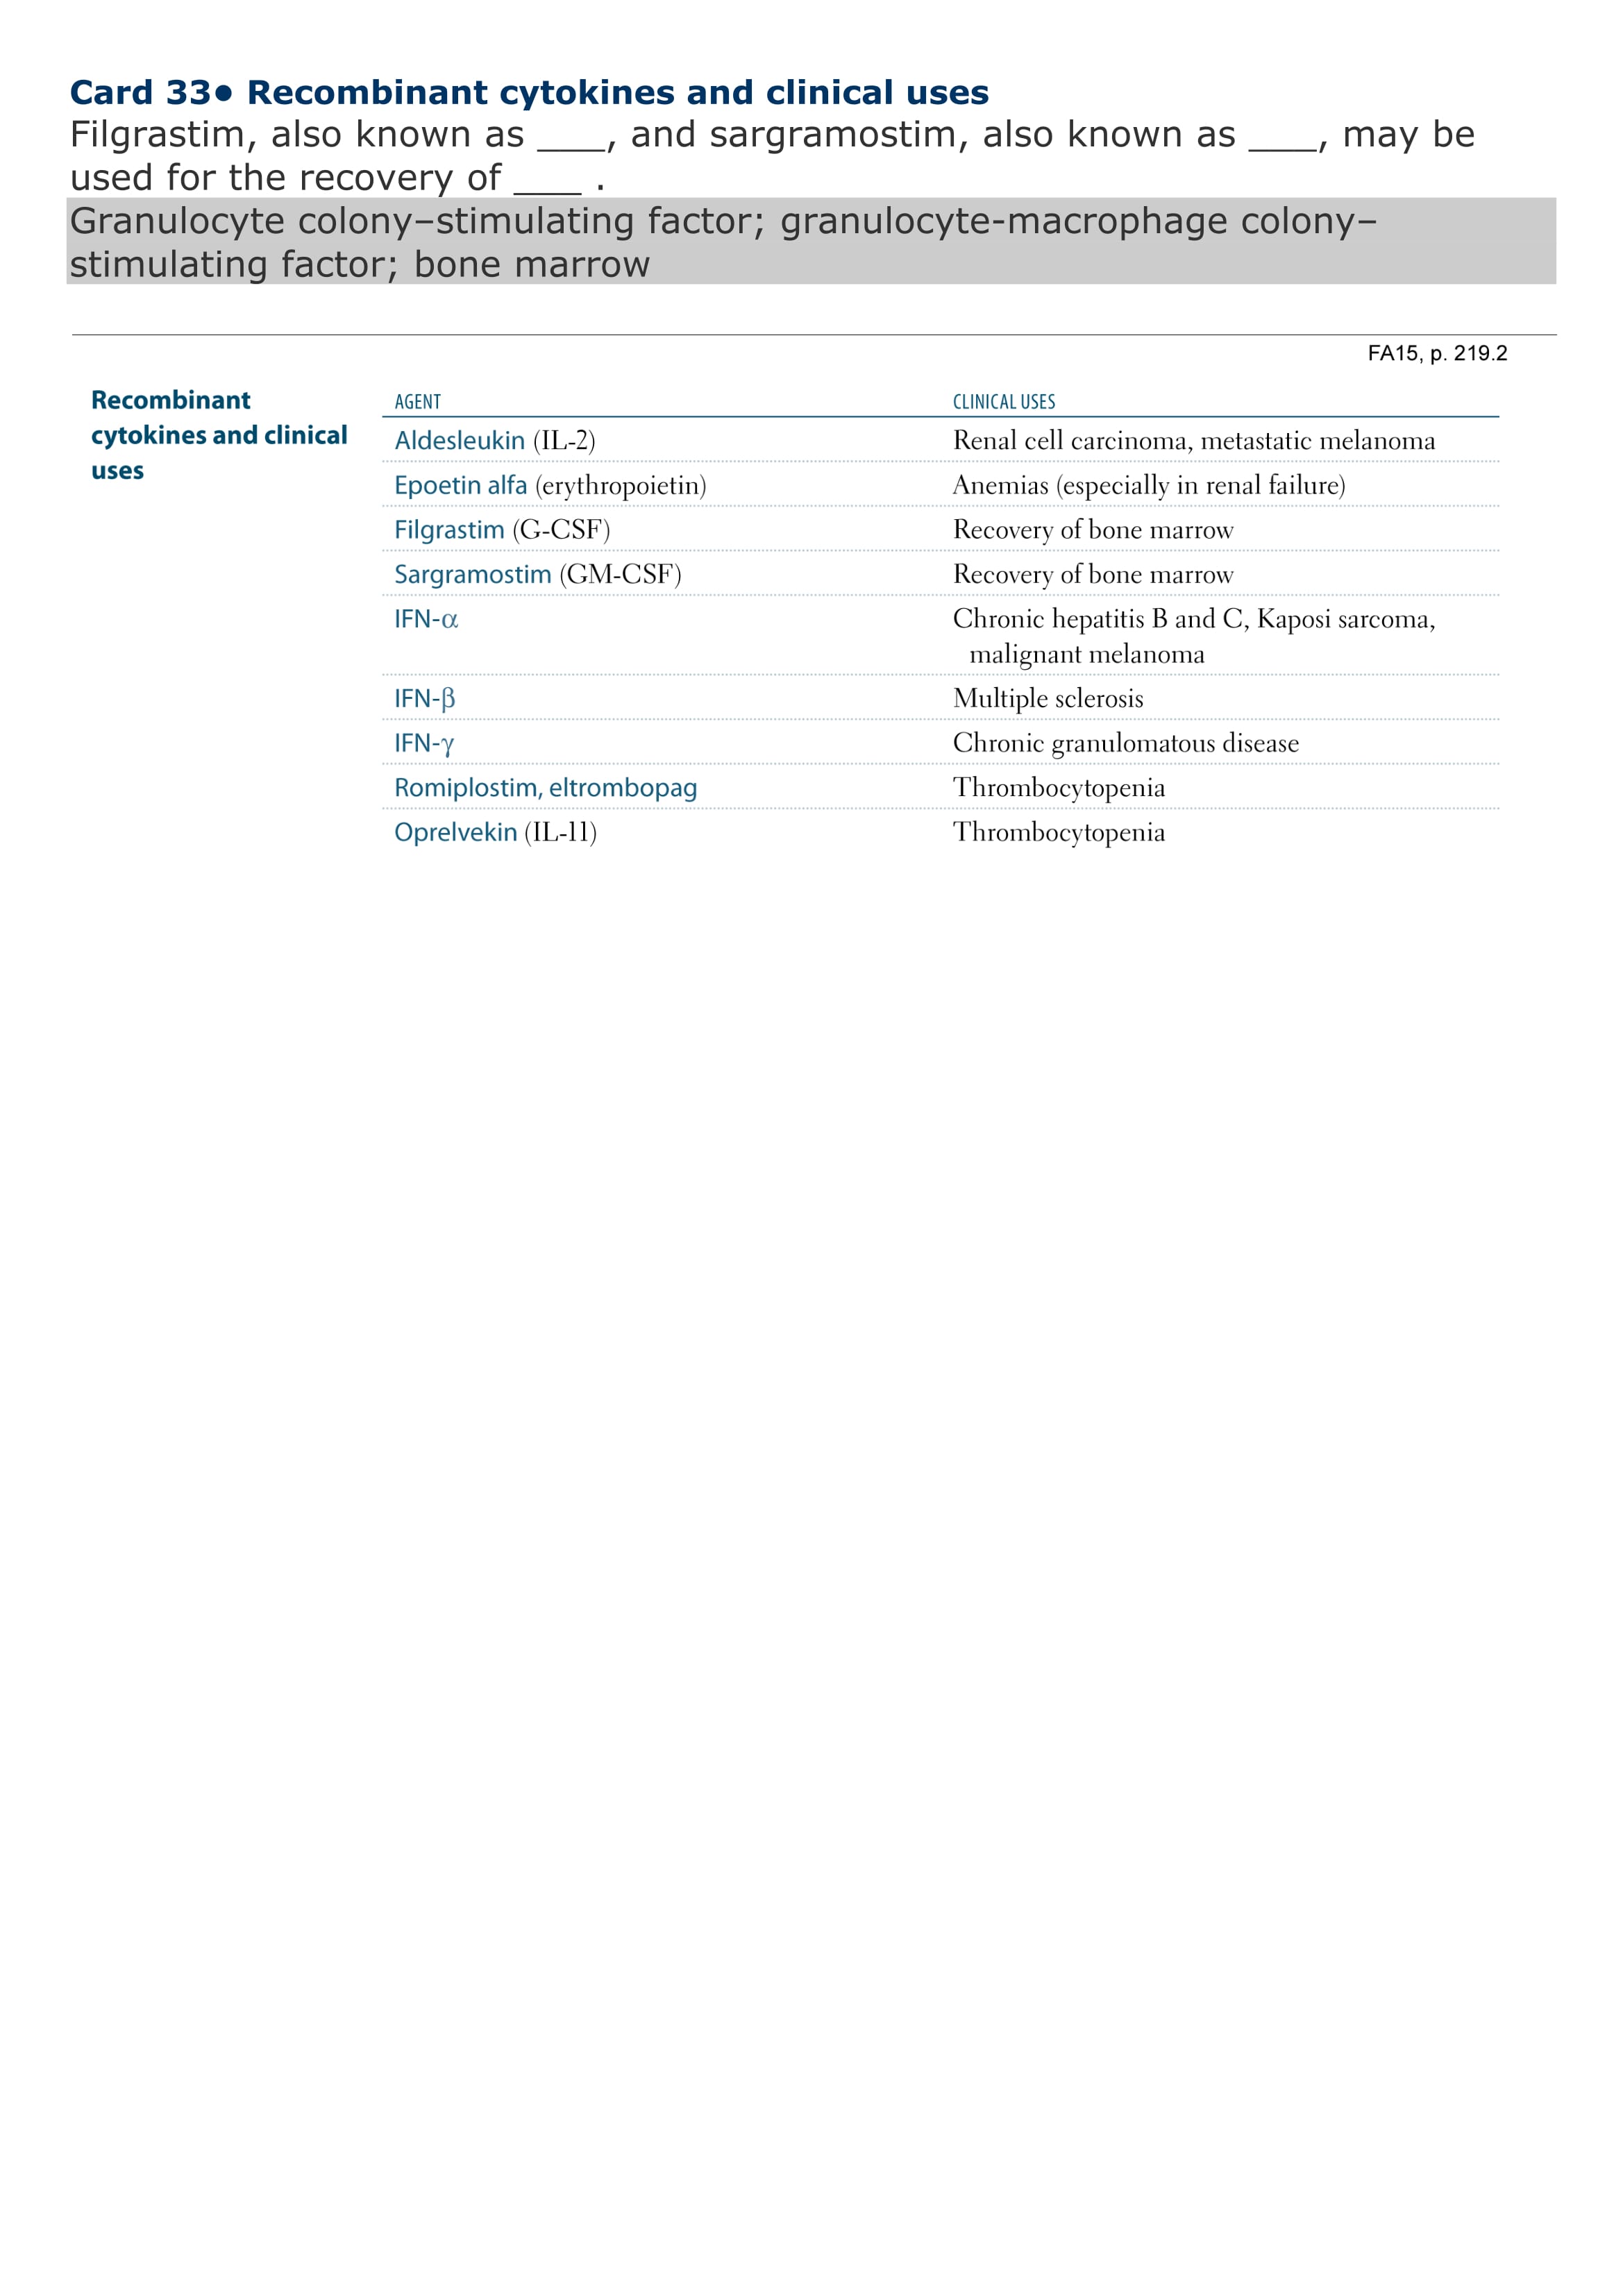 Card 33● Recombinant cytokines and clinical uses
Filgrastim, also known as ____, and sargramostim, also known as ____, may be
used for the recovery of ____ .
Granulocyte colony–stimulating factor; granulocyte-macrophage colony–
stimulating factor; bone marrow
FA15, p. 219.2
Recombinant
cytokines and clinical
uses
AGENT CLINICAL USES
Aldesleukin (IL-2) Renal cell carcinoma, metastatic melanoma
Epoetin alfa (erythropoietin) Anemias (especially in renal failure)
Filgrastim (G-CSF) Recovery of bone marrow
Sargramostim (GM-CSF) Recovery of bone marrow
IFN-α Chronic hepatitis B and C, Kaposi sarcoma,
malignant melanoma
IFN-β Multiple sclerosis
IFN-γ Chronic granulomatous disease
Romiplostim, eltrombopag Thrombocytopenia
Oprelvekin (IL-11) Thrombocytopenia